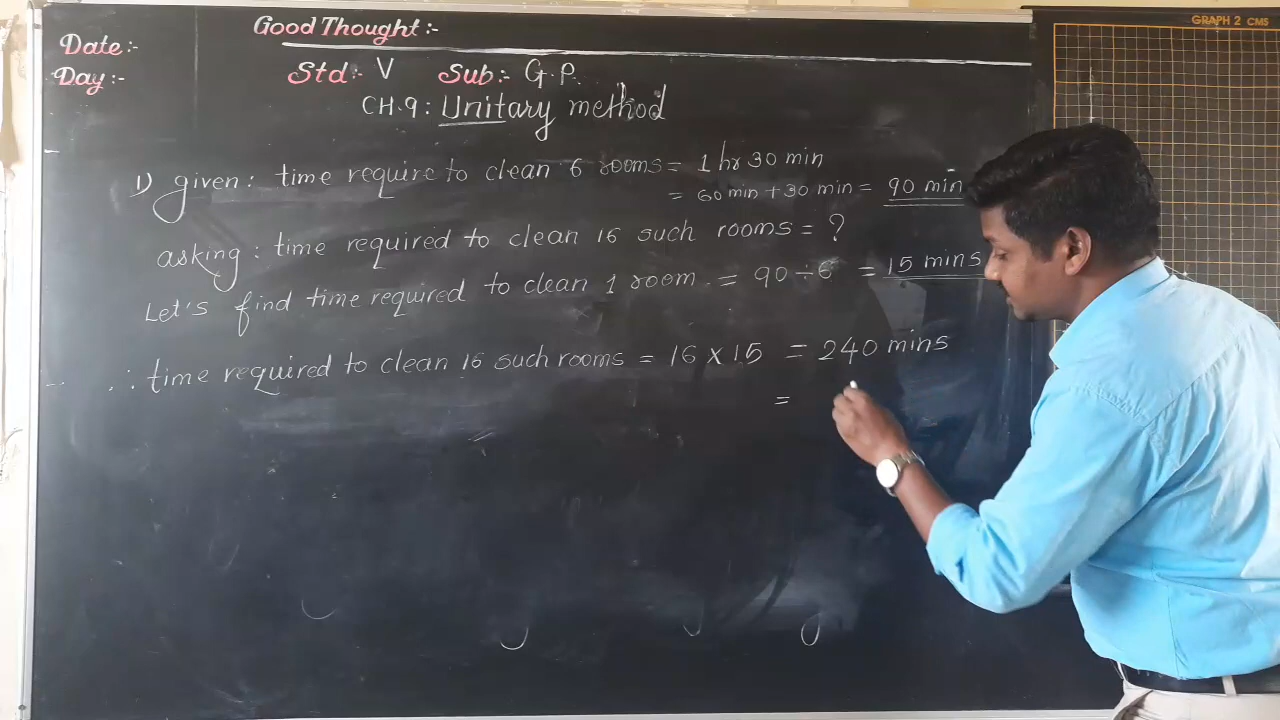 Good Thought:-
Date:-
Day:-
Std:- V Sub:- G.P.
CH.9: Unitary method
1) given: time require to clean 6 rooms = 1 hr 30 min
= 60 min + 30 min = 90 min
asking: time required to clean 16 such rooms = ?
Let's find time required to clean 1 room. = 90 ÷ 6 = 15 mins
∴ time required to clean 16 such rooms = 16 × 15 = 240 mins
=
GRAPH 2 CMS